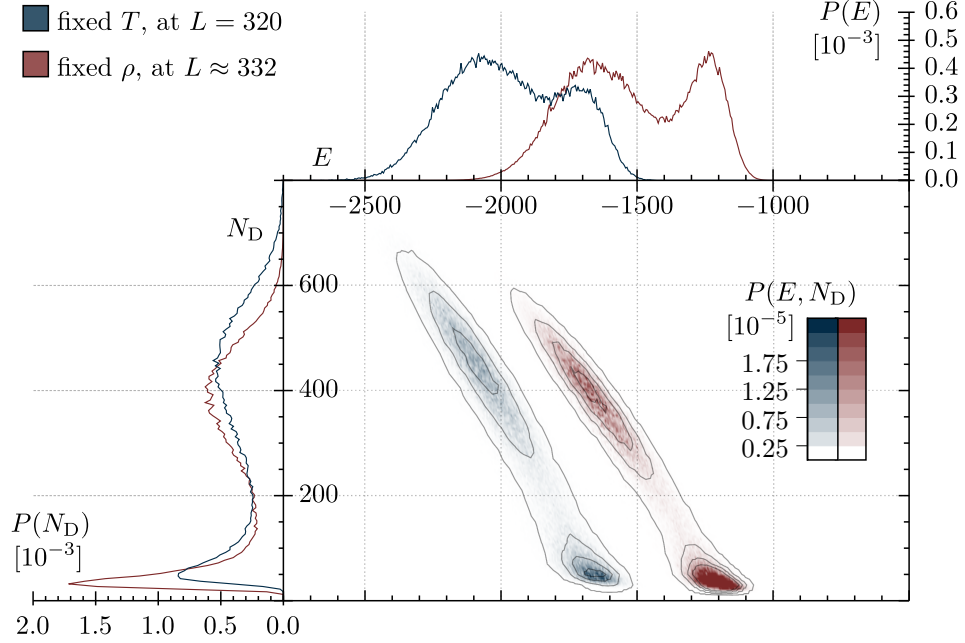 fixed T, at L = 320
fixed ρ, at L ≈ 332
P(E)
[10⁻³]
0.6
0.5
0.4
0.3
0.2
0.1
0.0
E
−2500 −2000 −1500 −1000
N_D
600
400
200
P(E, N_D)
[10⁻⁵]
1.75
1.25
0.75
0.25
P(N_D)
[10⁻³]
2.0 1.5 1.0 0.5 0.0